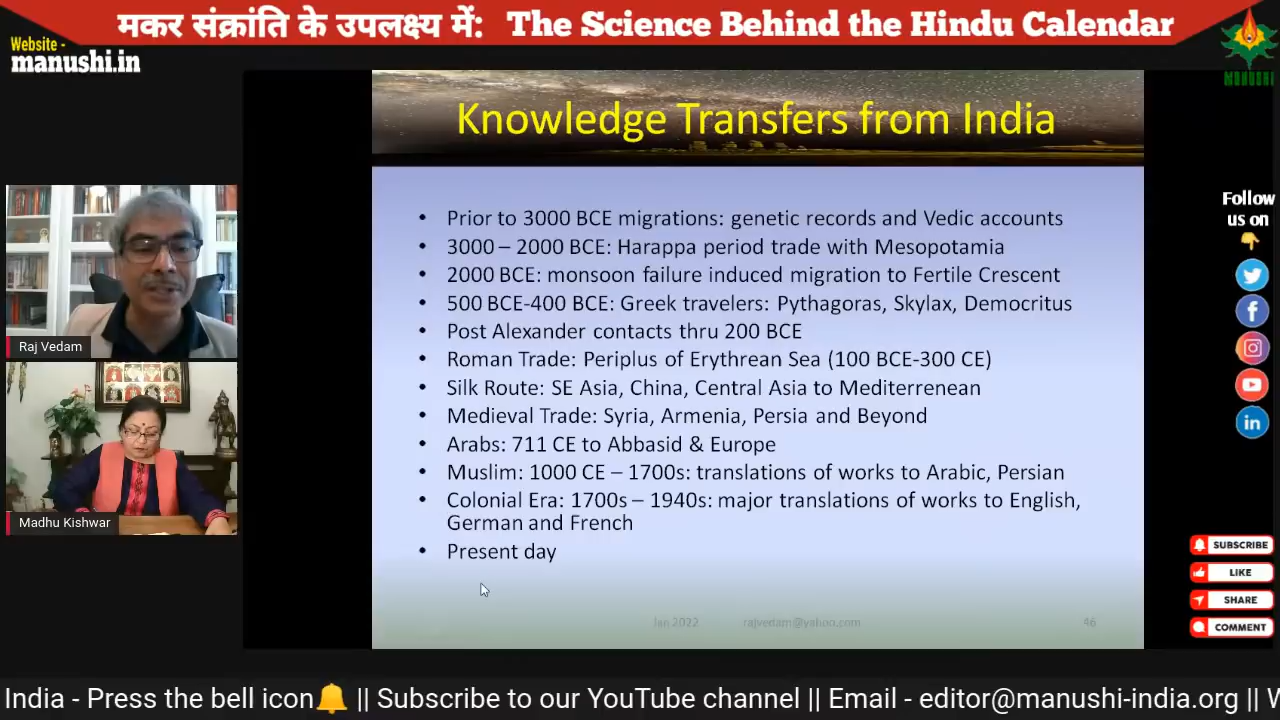 मकर संक्रांति के उपलक्ष्य में: The Science Behind the Hindu Calendar
Website -
manushi.in
MANUSHI
Knowledge Transfers from India
• Prior to 3000 BCE migrations: genetic records and Vedic accounts
• 3000 – 2000 BCE: Harappa period trade with Mesopotamia
• 2000 BCE: monsoon failure induced migration to Fertile Crescent
• 500 BCE-400 BCE: Greek travelers: Pythagoras, Skylax, Democritus
• Post Alexander contacts thru 200 BCE
• Roman Trade: Periplus of Erythrean Sea (100 BCE-300 CE)
• Silk Route: SE Asia, China, Central Asia to Mediterrenean
• Medieval Trade: Syria, Armenia, Persia and Beyond
• Arabs: 711 CE to Abbasid & Europe
• Muslim: 1000 CE – 1700s: translations of works to Arabic, Persian
• Colonial Era: 1700s – 1940s: major translations of works to English,
German and French
• Present day
Jan 2022 rajvedam@yahoo.com 46
Raj Vedam
Madhu Kishwar
Follow
us on
SUBSCRIBE
LIKE
SHARE
COMMENT
India - Press the bell icon🔔 || Subscribe to our YouTube channel || Email - editor@manushi-india.org || W